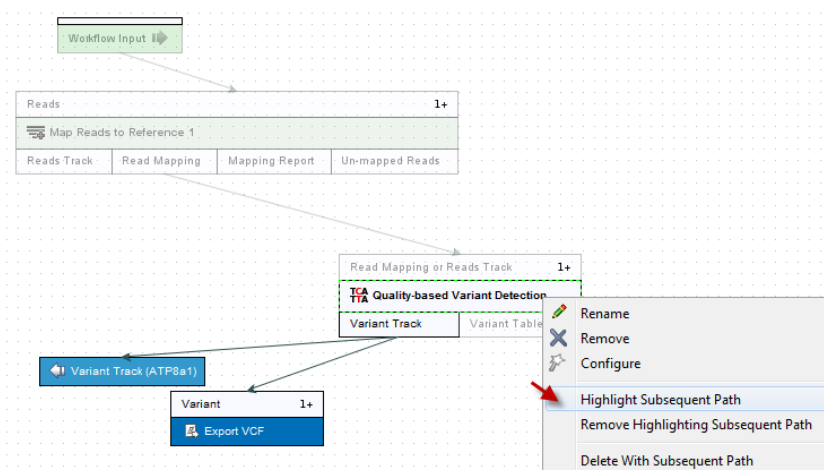 Workflow Input
Reads 1+
Map Reads to Reference 1
Reads Track Read Mapping Mapping Report Un-mapped Reads
Read Mapping or Reads Track 1+
TCA TTA Quality-based Variant Detection
Variant Track Variant Table
Variant Track (ATP8a1)
Variant 1+
Export VCF
Rename
Remove
Configure
Highlight Subsequent Path
Remove Highlighting Subsequent Path
Delete With Subsequent Path